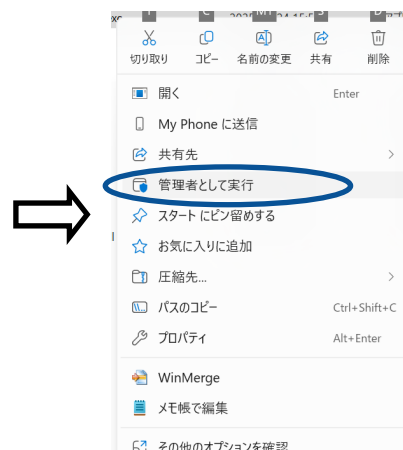 切り取り コピー 名前の変更 共有 削除
開く Enter
My Phone に送信
共有先
管理者として実行
スタート にピン留めする
お気に入りに追加
圧縮先...
パスのコピー Ctrl+Shift+C
プロパティ Alt+Enter
WinMerge
メモ帳で編集
その他のオプションを確認